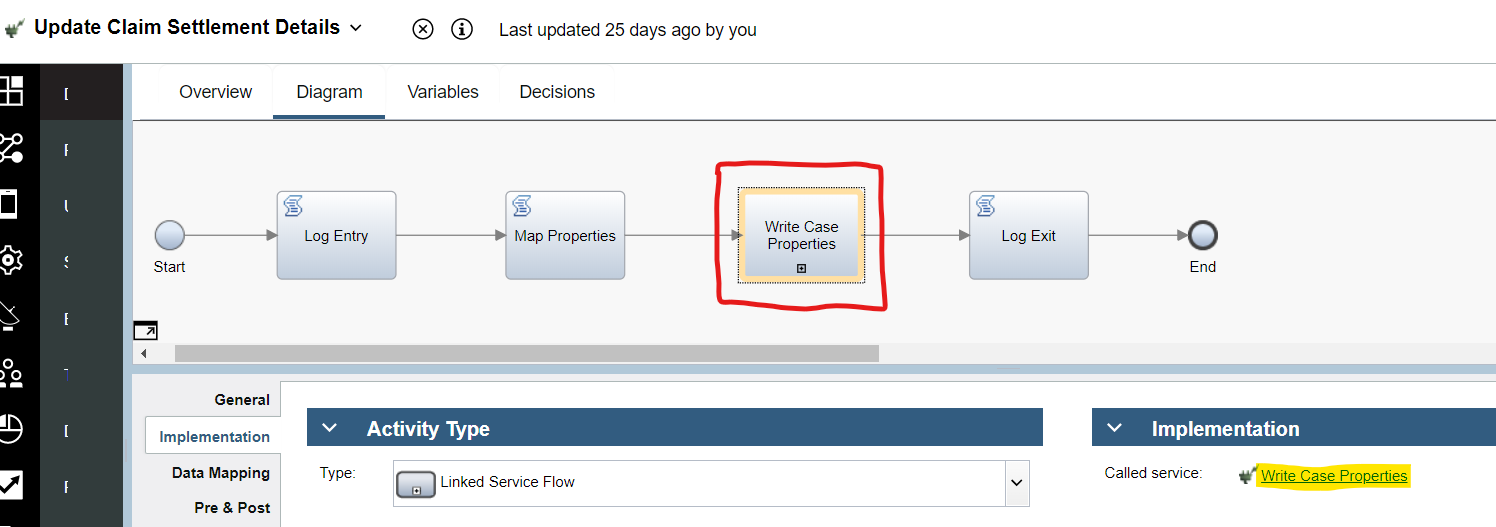 Update Claim Settlement Details
Last updated 25 days ago by you
Overview
Diagram
Variables
Decisions
Start
Log Entry
Map Properties
Write Case
Properties
Log Exit
End
General
Implementation
Data Mapping
Pre & Post
Activity Type
Type:
Linked Service Flow
Implementation
Called service:
Write Case Properties